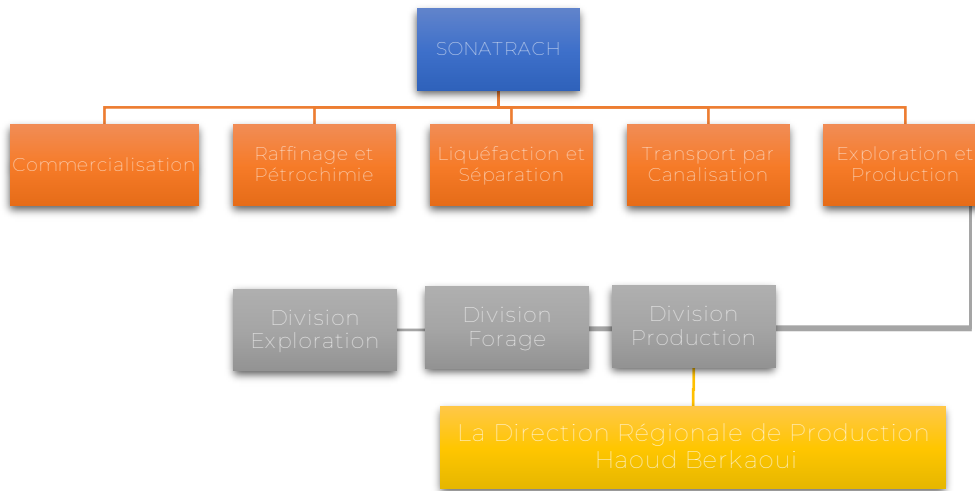 SONATRACH
Commercialisation
Raffinage et
Pétrochimie
Liquéfaction et
Séparation
Transport par
Canalisation
Exploration et
Production
Division
Exploration
Division
Forage
Division
Production
La Direction Régionale de Production
Haoud Berkaoui